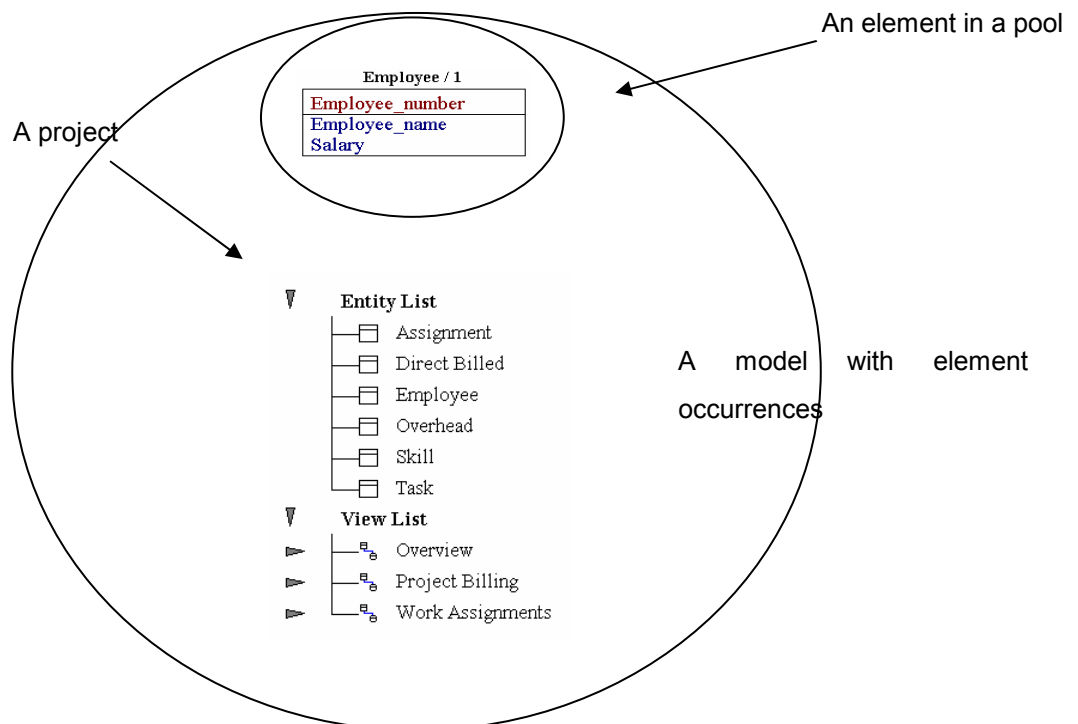 An element in a pool
Employee / 1
Employee_number
Employee_name
Salary
A project
Entity List
Assignment
Direct Billed
Employee
Overhead
Skill
Task
A model with element
occurrences
View List
Overview
Project Billing
Work Assignments